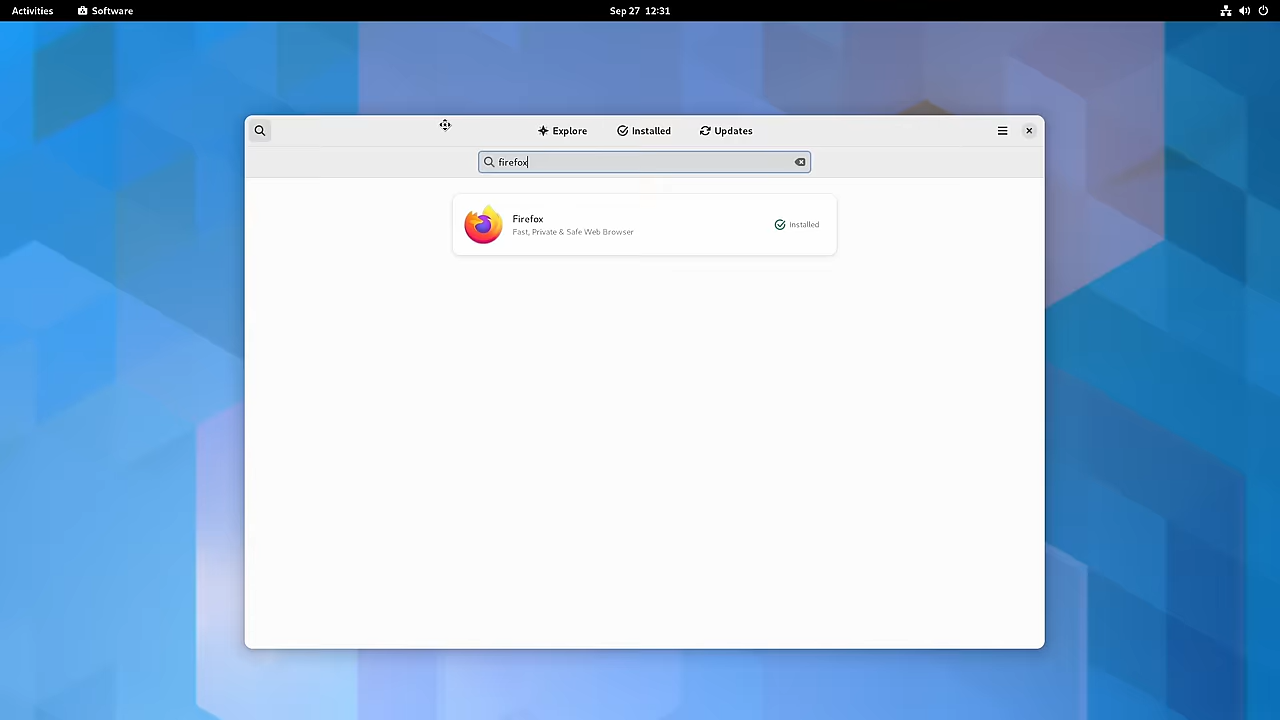 Activities Software Sep 27 12:31
Explore Installed Updates
firefox
Firefox
Fast, Private & Safe Web Browser
Installed